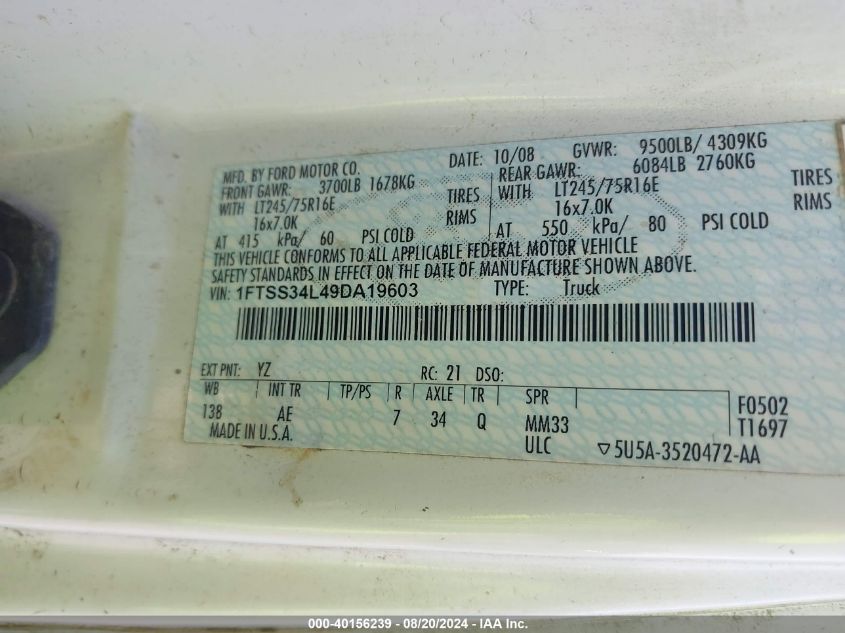 MFD. BY FORD MOTOR CO. DATE: 10/08 GVWR: 9500LB/ 4309KG
FRONT GAWR: 3700LB 1678KG REAR GAWR: 6084LB 2760KG
WITH LT245/75R16E TIRES WITH LT245/75R16E TIRES
16x7.0K RIMS 16x7.0K RIMS
AT 415 kPa/ 60 PSI COLD AT 550 kPa/ 80 PSI COLD
THIS VEHICLE CONFORMS TO ALL APPLICABLE FEDERAL MOTOR VEHICLE
SAFETY STANDARDS IN EFFECT ON THE DATE OF MANUFACTURE SHOWN ABOVE.
VIN: 1FTSS34L49DA19603 TYPE: Truck
EXT PNT: YZ RC: 21 DSO:
WB INT TR TP/PS R AXLE TR SPR
138 AE 7 34 Q MM33 F0502
MADE IN U.S.A. ULC T1697
▽5U5A-3520472-AA
000-40156239 - 08/20/2024 - IAA Inc.